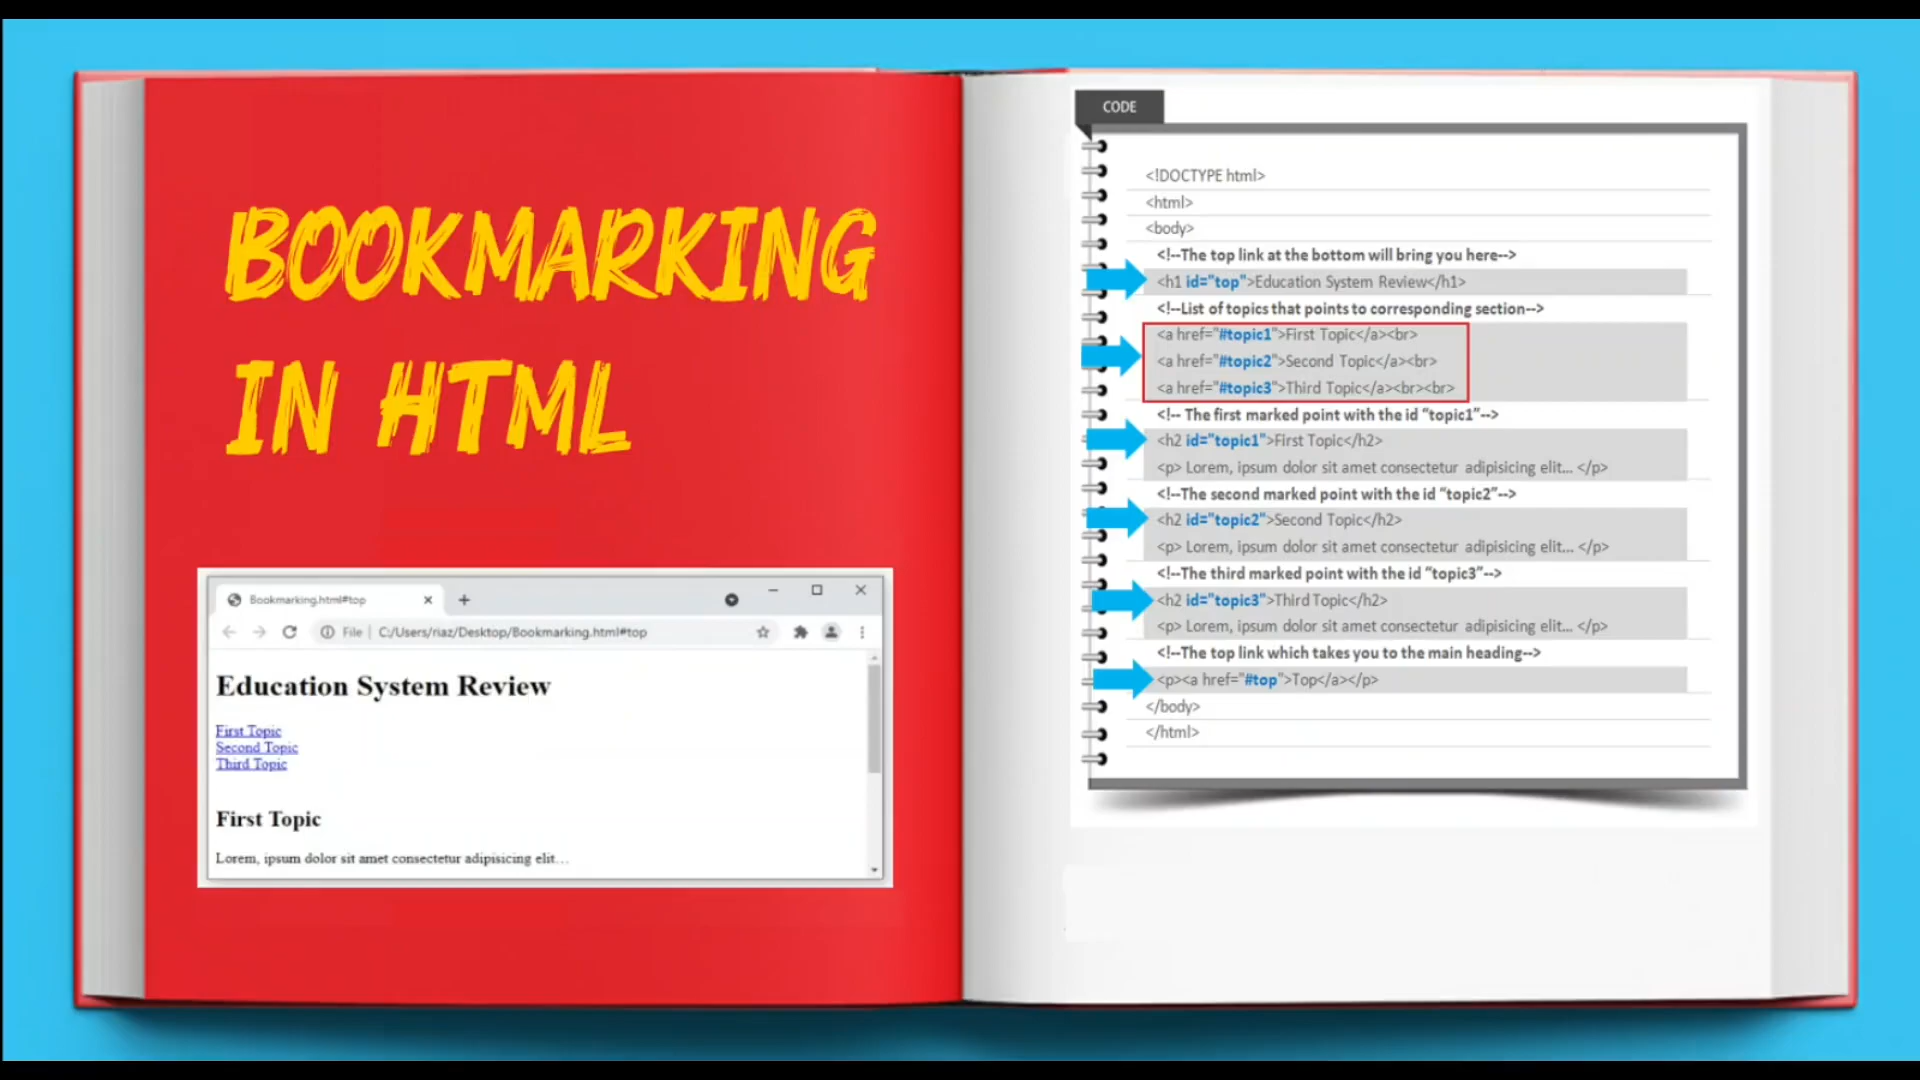 BOOKMARKING
IN HTML
Bookmarking.html#top
File | C:/Users/riaz/Desktop/Bookmarking.html#top
Education System Review
First Topic
Second Topic
Third Topic
First Topic
Lorem, ipsum dolor sit amet consectetur adipisicing elit...
CODE
<!DOCTYPE html>
<html>
<body>
<!--The top link at the bottom will bring you here-->
<h1 id="top">Education System Review</h1>
<!--List of topics that points to corresponding section-->
<a href="#topic1">First Topic</a><br>
<a href="#topic2">Second Topic</a><br>
<a href="#topic3">Third Topic</a><br><br>
<!-- The first marked point with the id “topic1”-->
<h2 id="topic1">First Topic</h2>
<p> Lorem, ipsum dolor sit amet consectetur adipisicing elit... </p>
<!--The second marked point with the id “topic2”-->
<h2 id="topic2">Second Topic</h2>
<p> Lorem, ipsum dolor sit amet consectetur adipisicing elit... </p>
<!--The third marked point with the id “topic3”-->
<h2 id="topic3">Third Topic</h2>
<p> Lorem, ipsum dolor sit amet consectetur adipisicing elit... </p>
<!--The top link which takes you to the main heading-->
<p><a href="#top">Top</a></p>
</body>
</html>